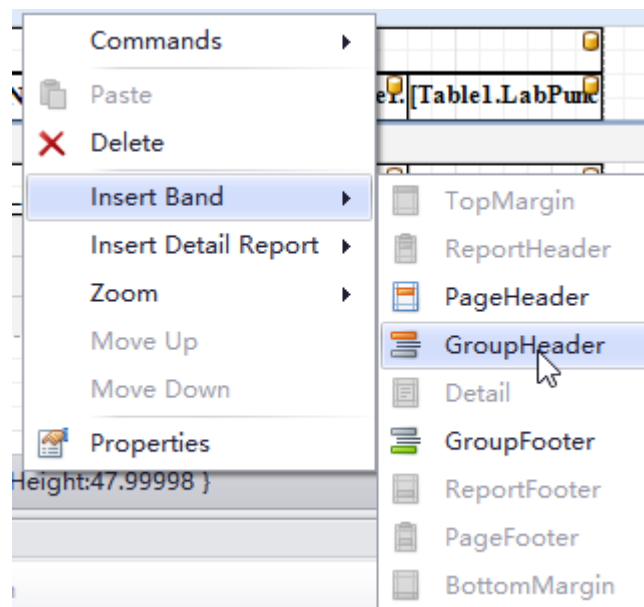 Commands
[Table1.LabPunc
Paste
Delete
Insert Band
TopMargin
Insert Detail Report
ReportHeader
Zoom
PageHeader
Move Up
GroupHeader
Move Down
Detail
Properties
GroupFooter
Height:47.99998 }
ReportFooter
PageFooter
BottomMargin